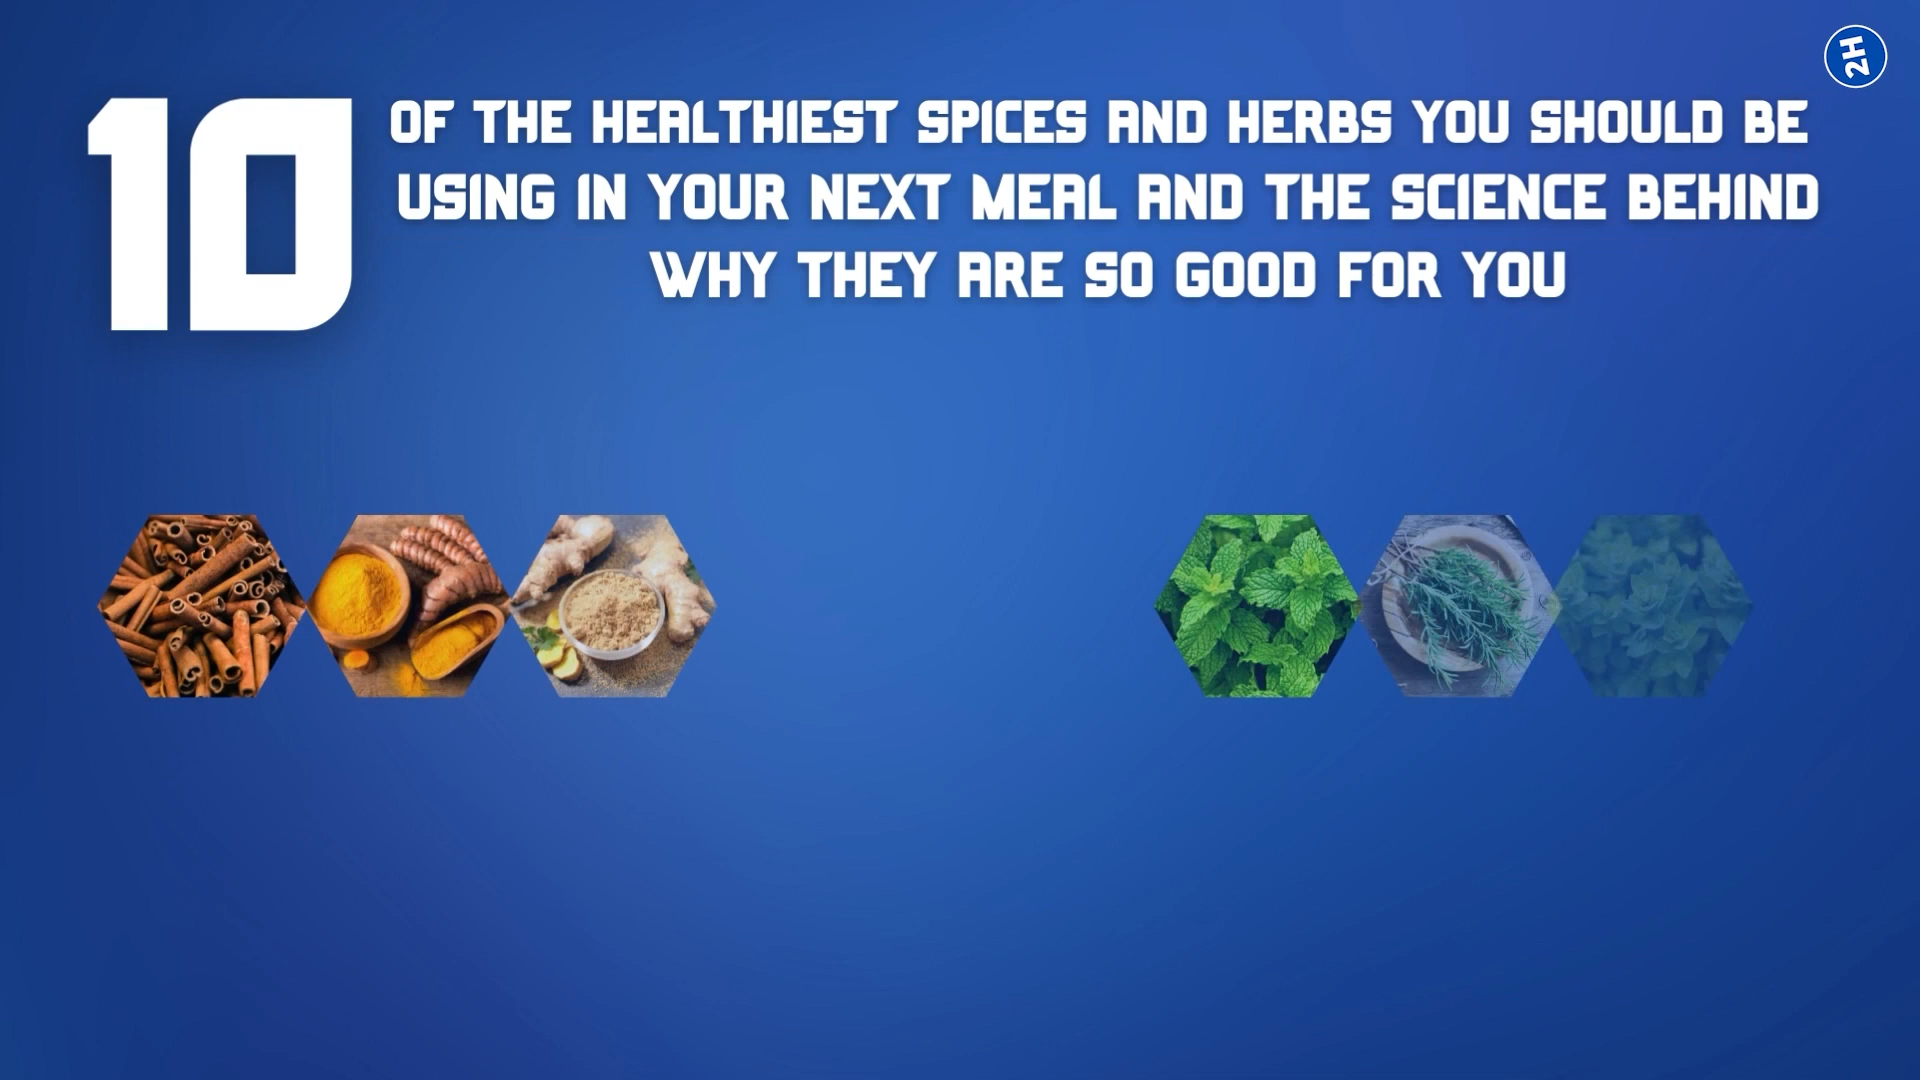 10
OF THE HEALTHIEST SPICES AND HERBS YOU SHOULD BE
USING IN YOUR NEXT MEAL AND THE SCIENCE BEHIND
WHY THEY ARE SO GOOD FOR YOU
2H